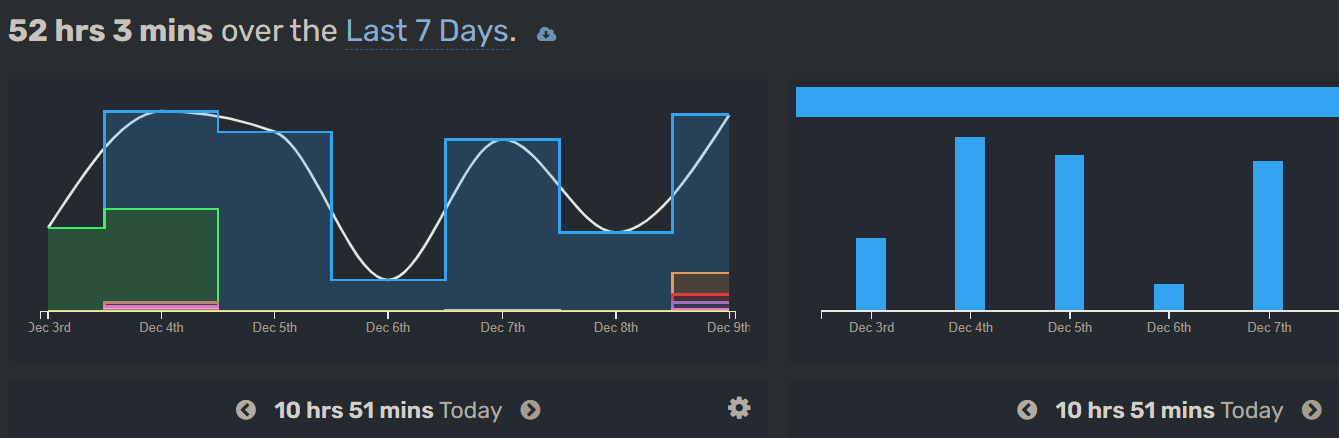 52 hrs 3 mins over the Last 7 Days.
Dec 3rd Dec 4th Dec 5th Dec 6th Dec 7th Dec 8th Dec 9th
Dec 3rd Dec 4th Dec 5th Dec 6th Dec 7th
10 hrs 51 mins Today
10 hrs 51 mins Today